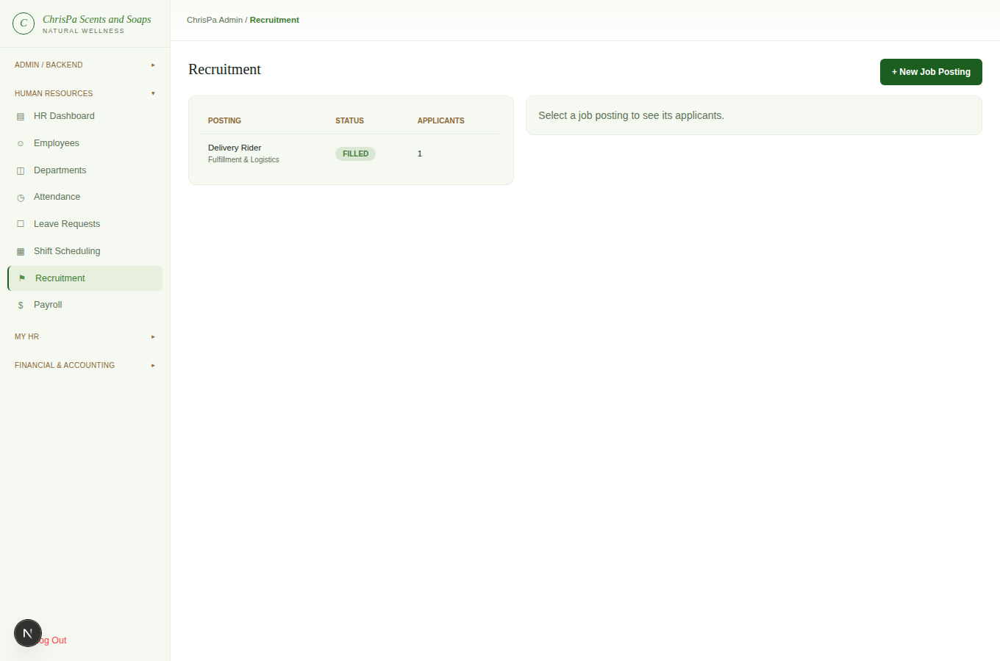 C
ChrisPa Scents and Soaps
NATURAL WELLNESS
ChrisPa Admin / Recruitment
ADMIN / BACKEND
HUMAN RESOURCES
HR Dashboard
Employees
Departments
Attendance
Leave Requests
Shift Scheduling
Recruitment
$ Payroll
MY HR
FINANCIAL & ACCOUNTING
N
og Out
Recruitment
+ New Job Posting
POSTING STATUS APPLICANTS
Delivery Rider FILLED 1
Fulfillment & Logistics
Select a job posting to see its applicants.